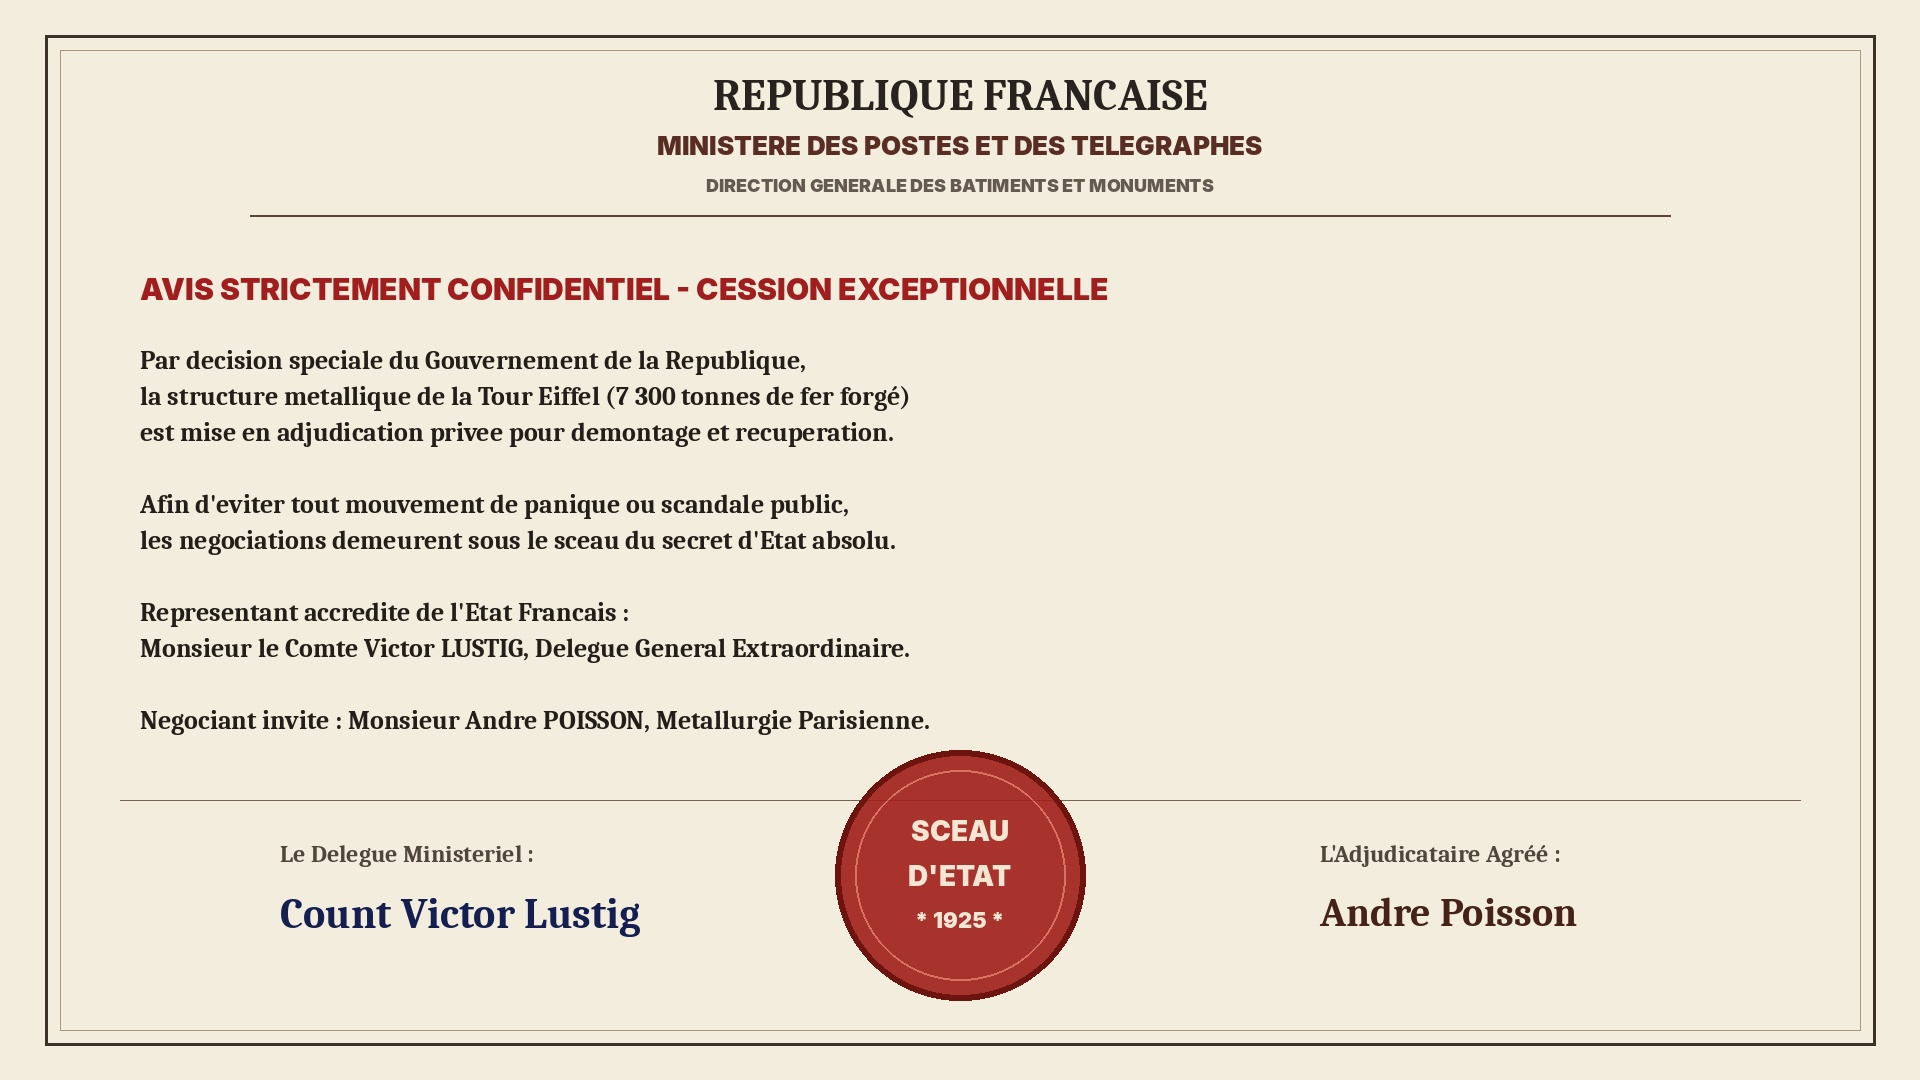 REPUBLIQUE FRANCAISE
MINISTERE DES POSTES ET DES TELEGRAPHES
DIRECTION GENERALE DES BATIMENTS ET MONUMENTS
AVIS STRICTEMENT CONFIDENTIEL - CESSION EXCEPTIONNELLE
Par decision speciale du Gouvernement de la Republique,
la structure metallique de la Tour Eiffel (7 300 tonnes de fer forgé)
est mise en adjudication privee pour demontage et recuperation.
Afin d'eviter tout mouvement de panique ou scandale public,
les negociations demeurent sous le sceau du secret d'Etat absolu.
Representant accredite de l'Etat Francais :
Monsieur le Comte Victor LUSTIG, Delegue General Extraordinaire.
Negociant invite : Monsieur Andre POISSON, Metallurgie Parisienne.
Le Delegue Ministeriel :
Count Victor Lustig
SCEAU
D'ETAT
* 1925 *
L'Adjudicataire Agréé :
Andre Poisson